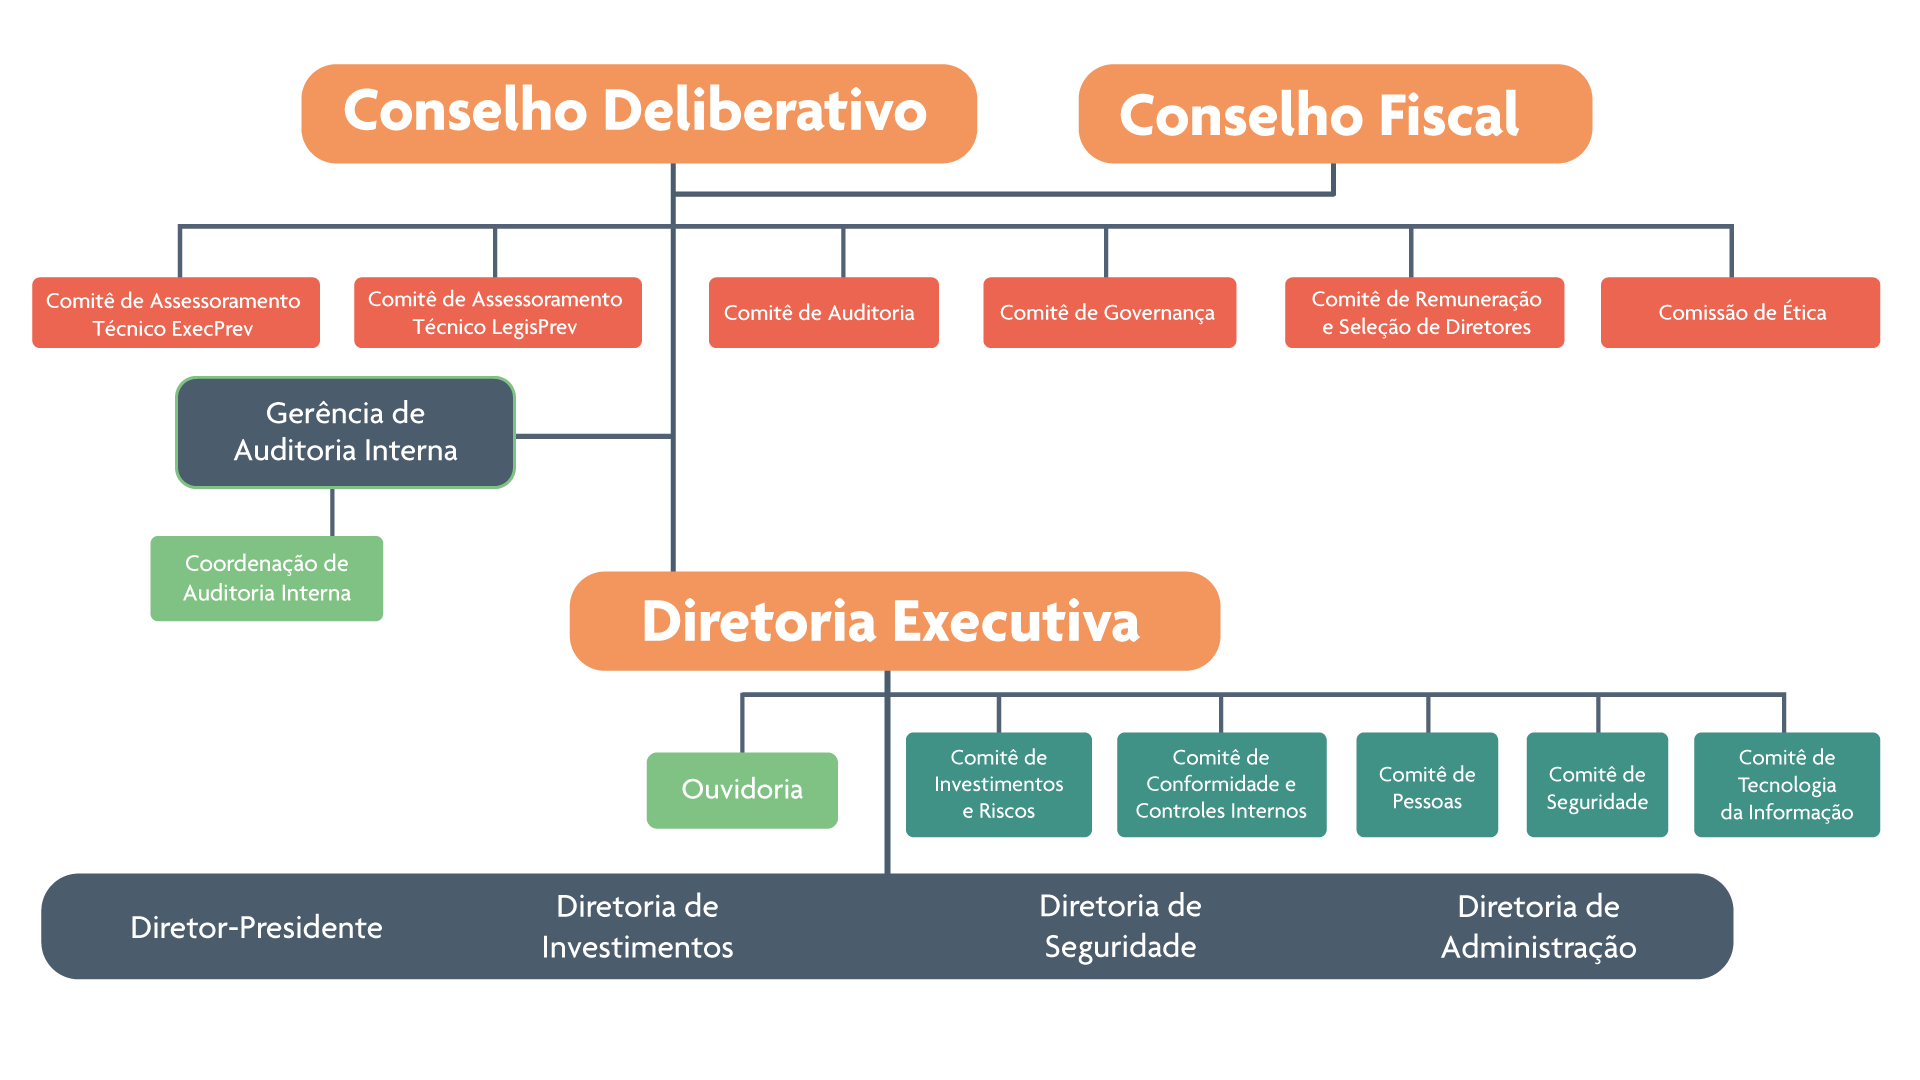 Conselho Deliberativo
Conselho Fiscal
Comitê de Assessoramento
Técnico ExecPrev
Comitê de Assessoramento
Técnico LegisPrev
Comitê de Auditoria
Comitê de Governança
Comitê de Remuneração
e Seleção de Diretores
Comissão de Ética
Gerência de
Auditoria Interna
Coordenação de
Auditoria Interna
Diretoria Executiva
Ouvidoria
Comitê de
Investimentos
e Riscos
Comitê de
Conformidade e
Controles Internos
Comitê de
Pessoas
Comitê de
Seguridade
Comitê de
Tecnologia
da Informação
Diretor-Presidente
Diretoria de
Investimentos
Diretoria de
Seguridade
Diretoria de
Administração